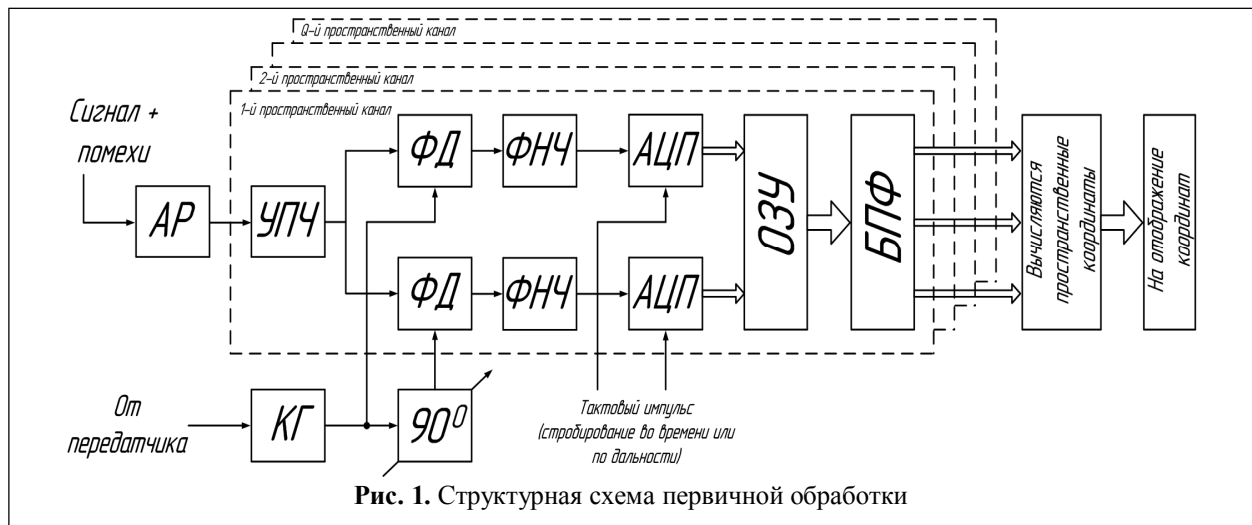 Q-й пространственный канал
2-й пространственный канал
1-й пространственный канал
Сигнал +
помехи
АР
УПЧ
ФД
ФНЧ
АЦП
ФД
ФНЧ
АЦП
ОЗУ
БПФ
Вычисляются
пространственные
координаты
На отображение
координат
От
передатчика
КГ
90⁰
Тактовый импульс
(стробирование во времени или
по дальности)
Рис. 1. Структурная схема первичной обработки